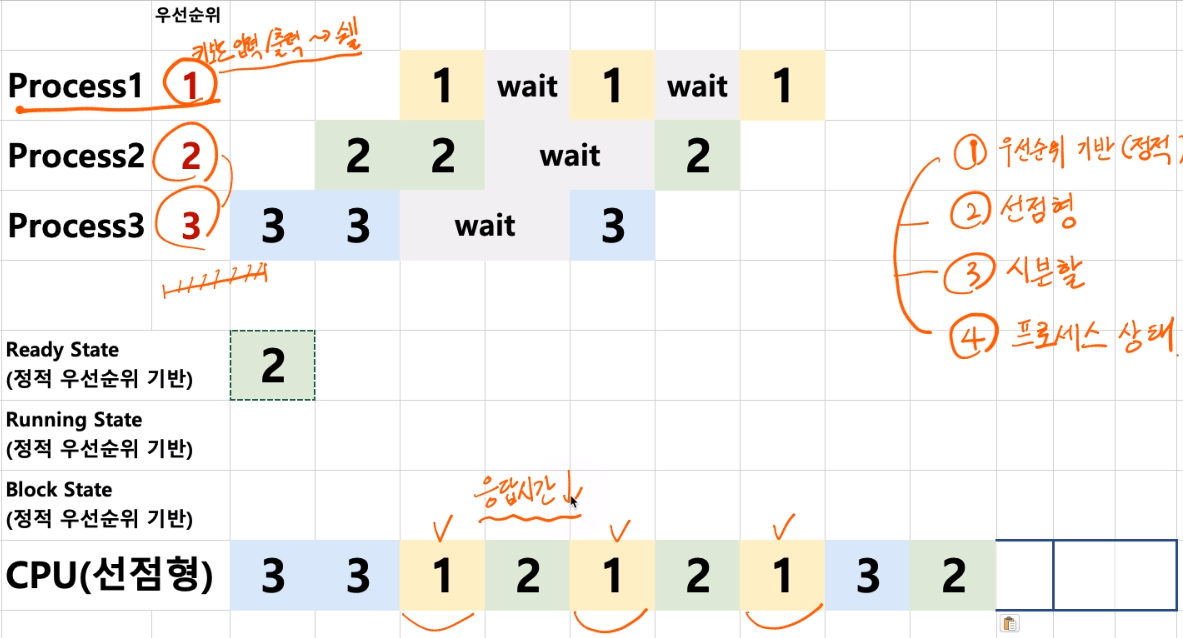 우선순위
키보드 입력/출력 → 쉘
Process1 1 1 wait 1 wait 1
Process2 2 2 2 wait 2
Process3 3 3 3 wait 3
① 우선순위 기반(정적)
② 선점형
③ 시분할
④ 프로세스 상태.
Ready State
(정적 우선순위 기반)
2
Running State
(정적 우선순위 기반)
Block State
(정적 우선순위 기반)
응답시간 ↓
CPU(선점형) 3 3 1 2 1 2 1 3 2